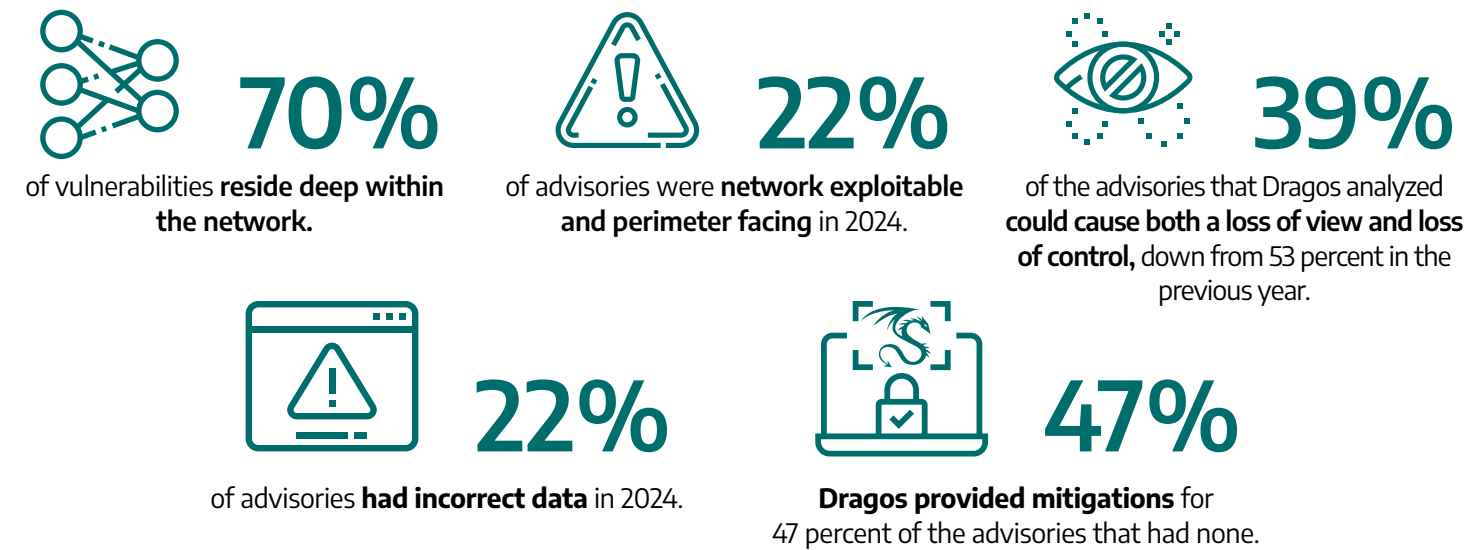 70%
of vulnerabilities reside deep within
the network.
22%
of advisories were network exploitable
and perimeter facing in 2024.
39%
of the advisories that Dragos analyzed
could cause both a loss of view and loss
of control, down from 53 percent in the
previous year.
22%
of advisories had incorrect data in 2024.
47%
Dragos provided mitigations for
47 percent of the advisories that had none.